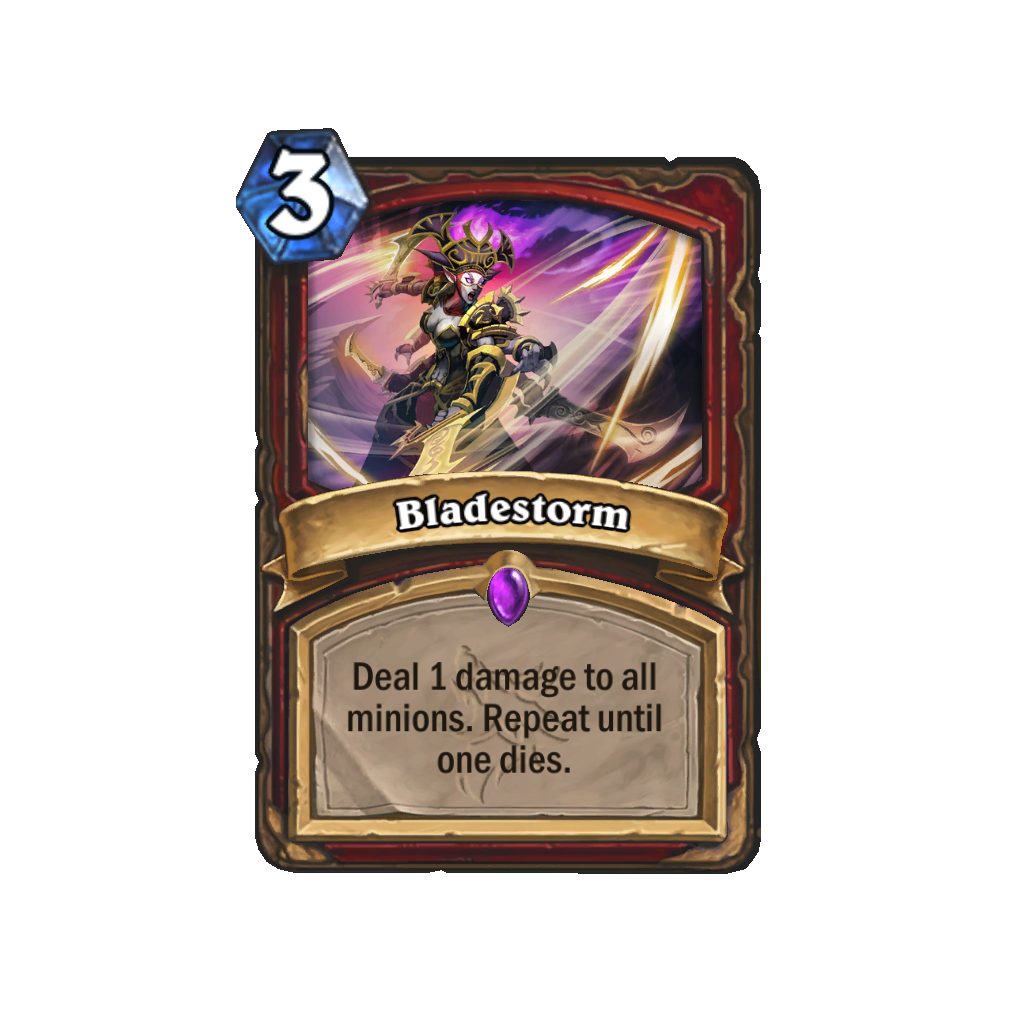 3
Bladestorm
Deal 1 damage to all
minions. Repeat until
one dies.